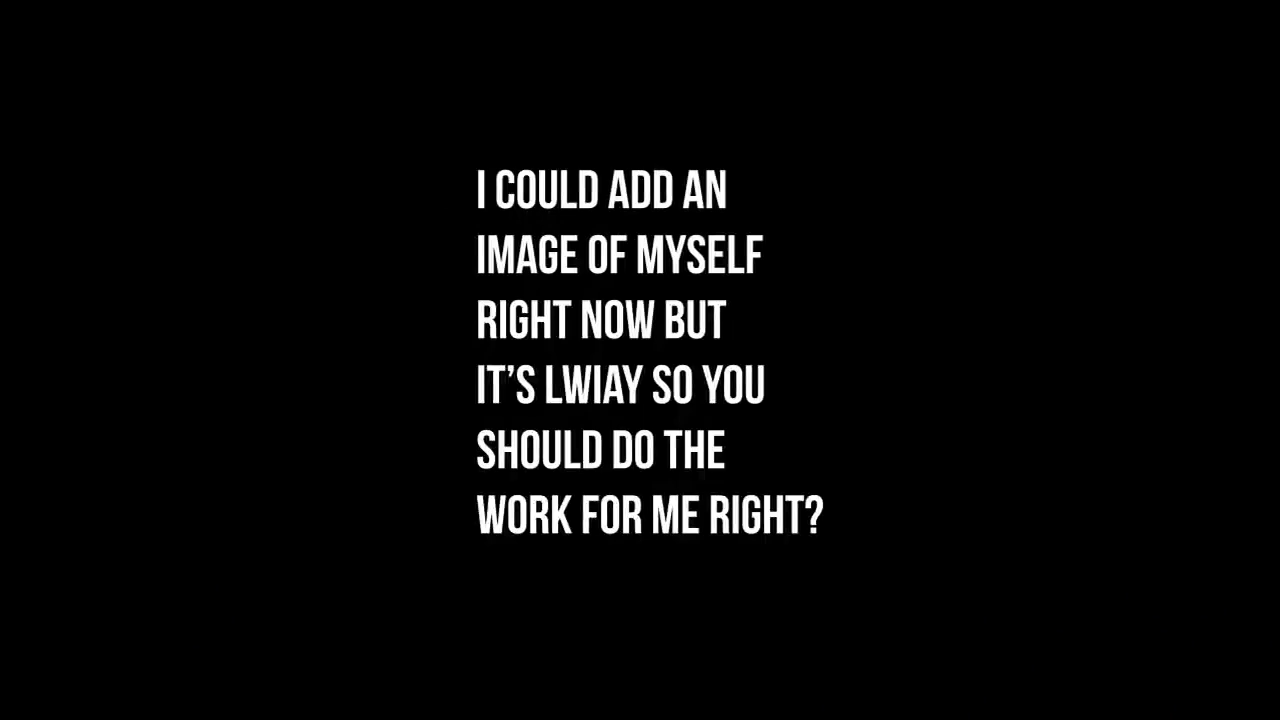 I COULD ADD AN
IMAGE OF MYSELF
RIGHT NOW BUT
IT’S LWIAY SO YOU
SHOULD DO THE
WORK FOR ME RIGHT?